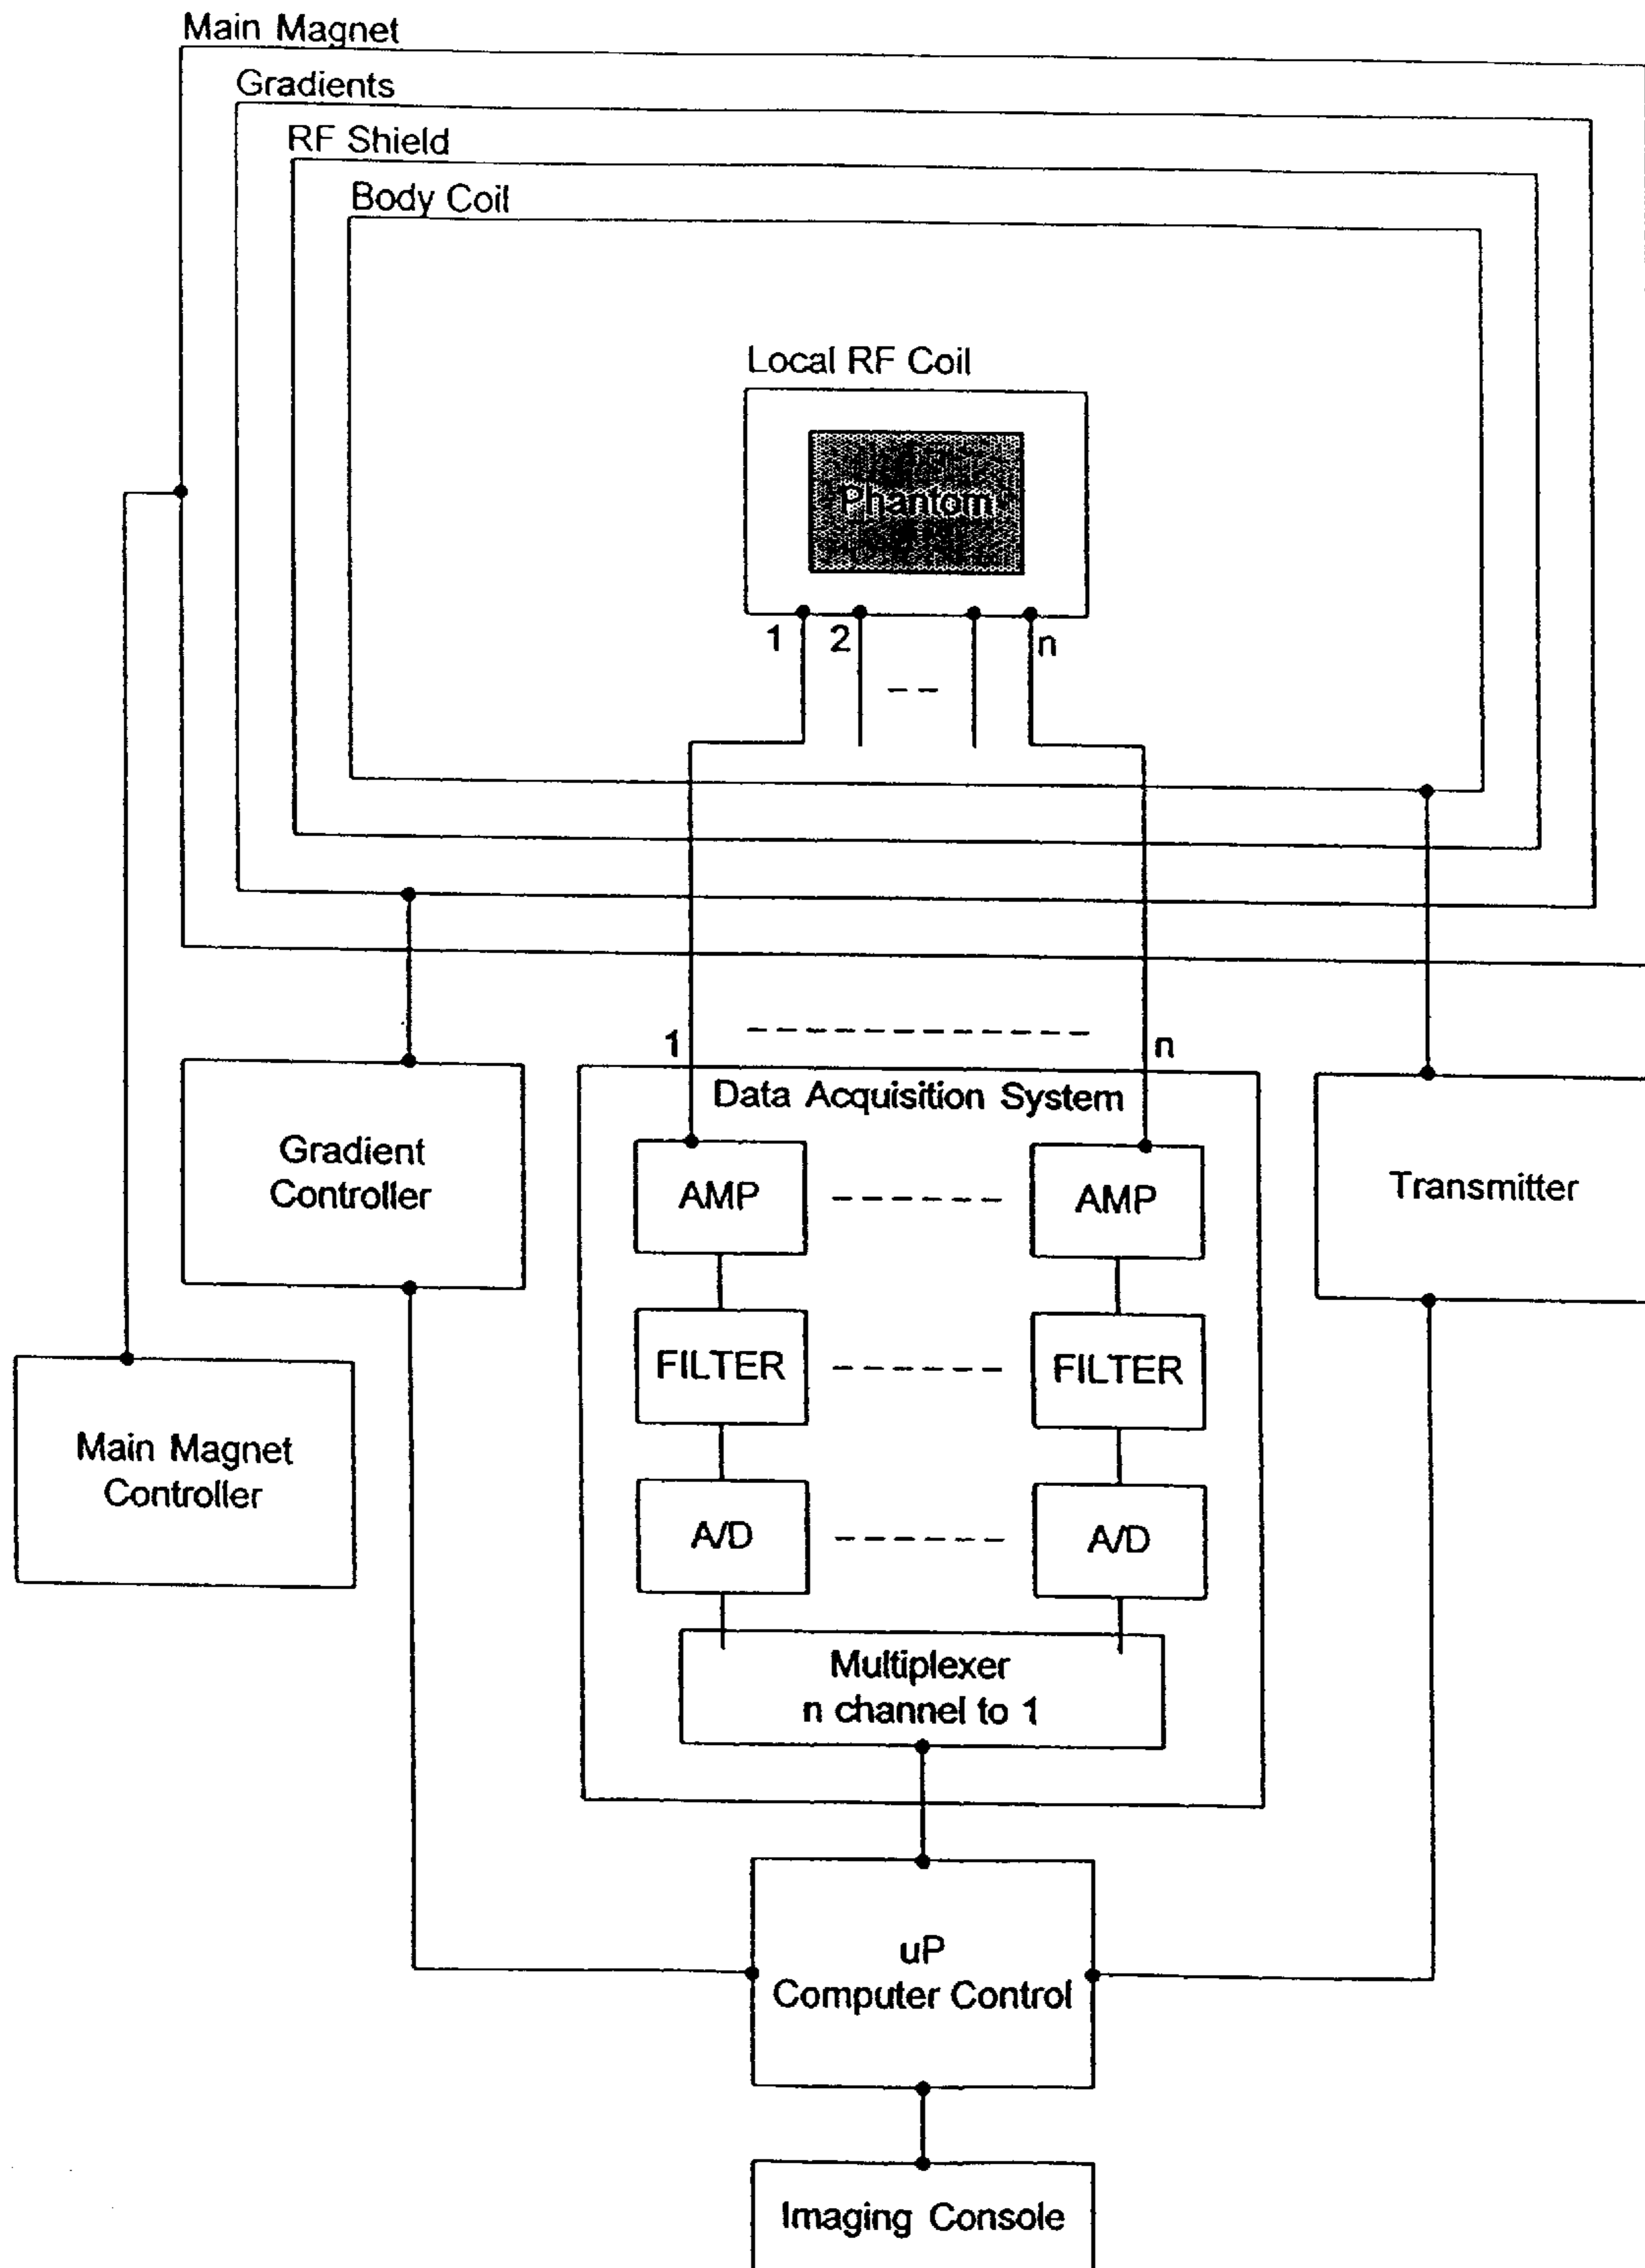 Main Magnet
Gradients
RF Shield
Body Coil
Local RF Coil
Phantom
1 2 n
1 n
Data Acquisition System
Gradient
Controller
AMP AMP
Transmitter
FILTER FILTER
Main Magnet
Controller
A/D A/D
Multiplexer
n channel to 1
uP
Computer Control
Imaging Console